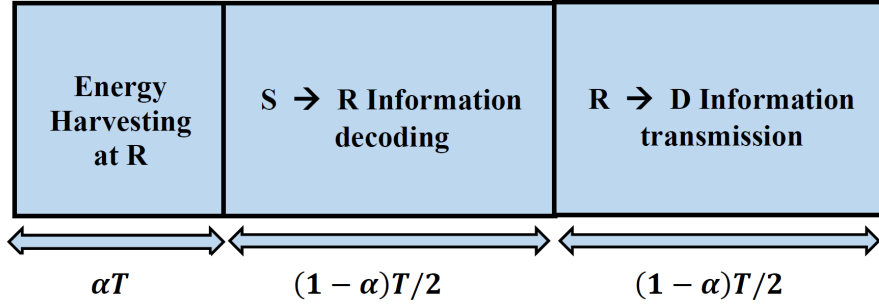 Energy
Harvesting
at R
S → R Information
decoding
R → D Information
transmission
αT
(1 − α)T/2
(1 − α)T/2